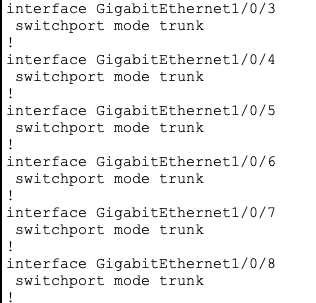 interface GigabitEthernet1/0/3
 switchport mode trunk
!
interface GigabitEthernet1/0/4
 switchport mode trunk
!
interface GigabitEthernet1/0/5
 switchport mode trunk
!
interface GigabitEthernet1/0/6
 switchport mode trunk
!
interface GigabitEthernet1/0/7
 switchport mode trunk
!
interface GigabitEthernet1/0/8
 switchport mode trunk
!